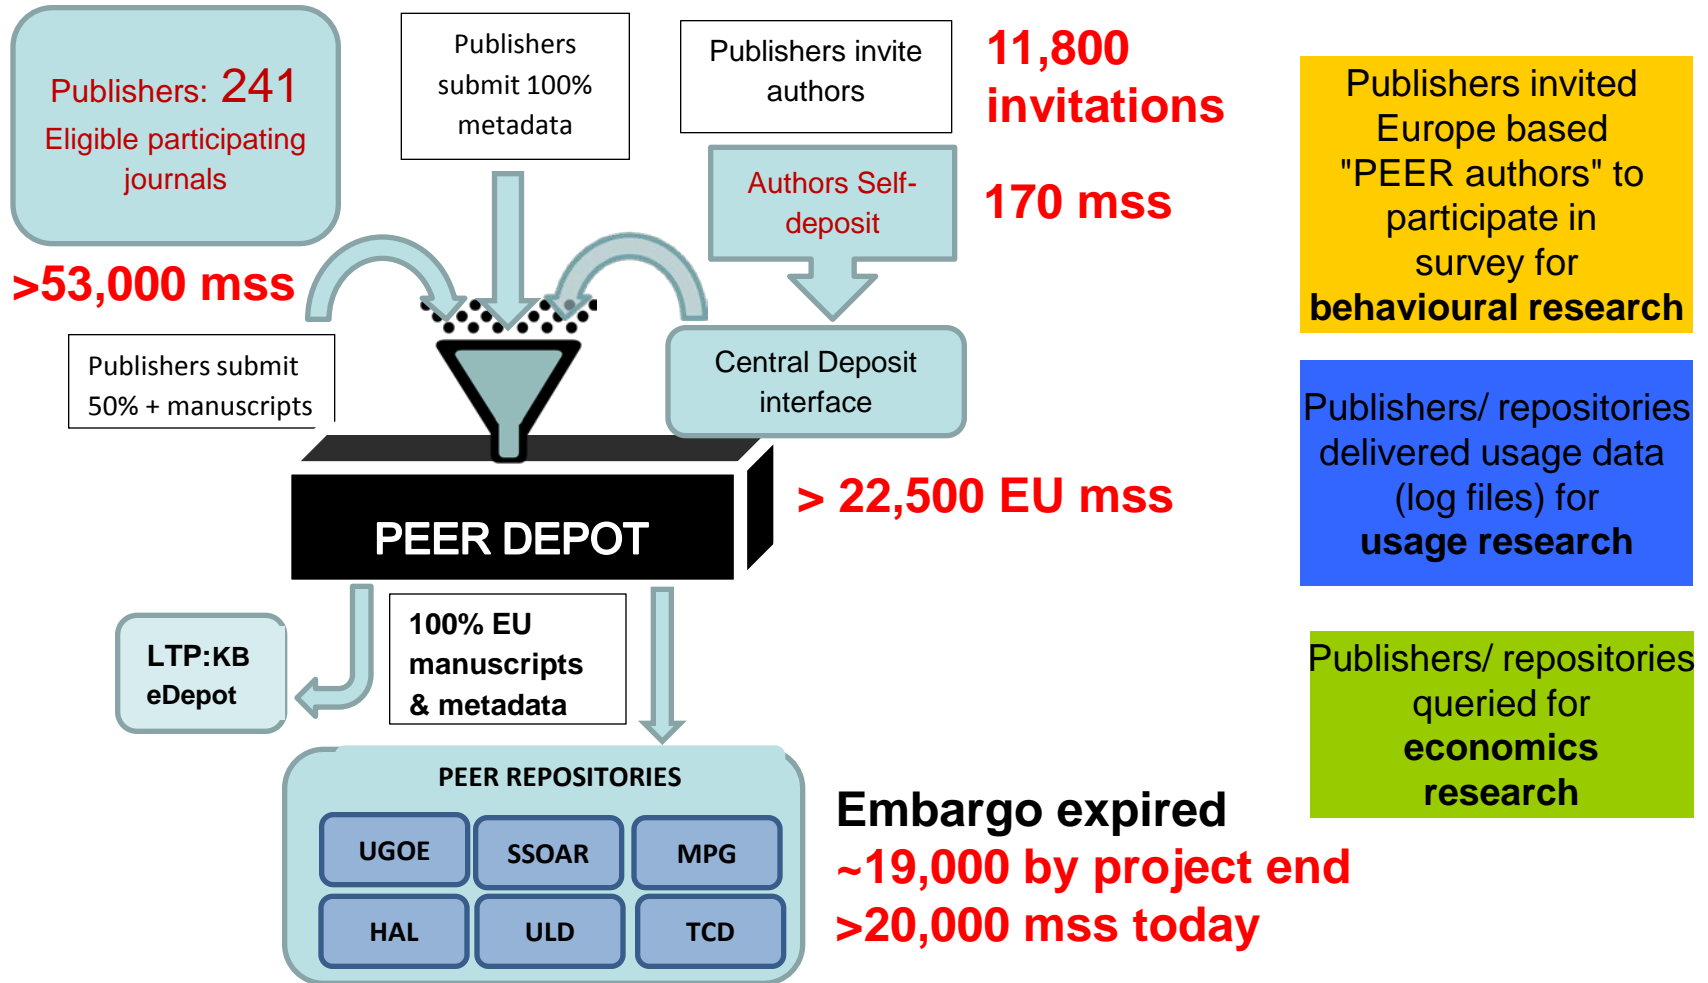 Publishers: 241
Eligible participating
journals
Publishers
submit 100%
metadata
Publishers invite
authors
11,800
invitations
Authors Self-
deposit
170 mss
>53,000 mss
Publishers submit
50% + manuscripts
Central Deposit
interface
PEER DEPOT
> 22,500 EU mss
LTP:KB
eDepot
100% EU
manuscripts
& metadata
PEER REPOSITORIES
UGOE
SSOAR
MPG
HAL
ULD
TCD
Embargo expired
~19,000 by project end
>20,000 mss today
Publishers invited
Europe based
"PEER authors" to
participate in
survey for
behavioural research
Publishers/ repositories
delivered usage data
(log files) for
usage research
Publishers/ repositories
queried for
economics
research